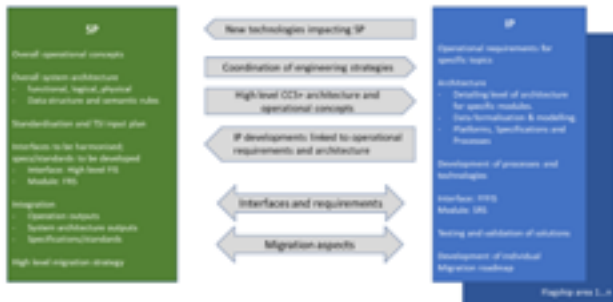 SP
Overall operational concepts
Overall system architecture
- functional, logical, physical
- Data structure and semantic rules
Standardisation and TSI input plan
Interfaces to be harmonised;
specs/standards to be developed
- Interface: High level FIS
- Module: FRS
Integration
- Operation outputs
- System architecture outputs
- Specifications/standards
High level migration strategy
New technologies impacting SP
Coordination of engineering strategies
High level CCS+ architecture and
operational concepts
IP developments linked to operational
requirements and architecture
Interfaces and requirements
Migration aspects
IP
Operational requirements for
specific topics
Architecture
- Detailing level of architecture
for specific modules
- Data formalisation & modelling
- Platforms, Specifications and
Processes
Development of processes and
technologies
Interface: FFFIS
Module: SRS
Testing and validation of solutions
Development of individual
Migration roadmap
Flagship area 1...n